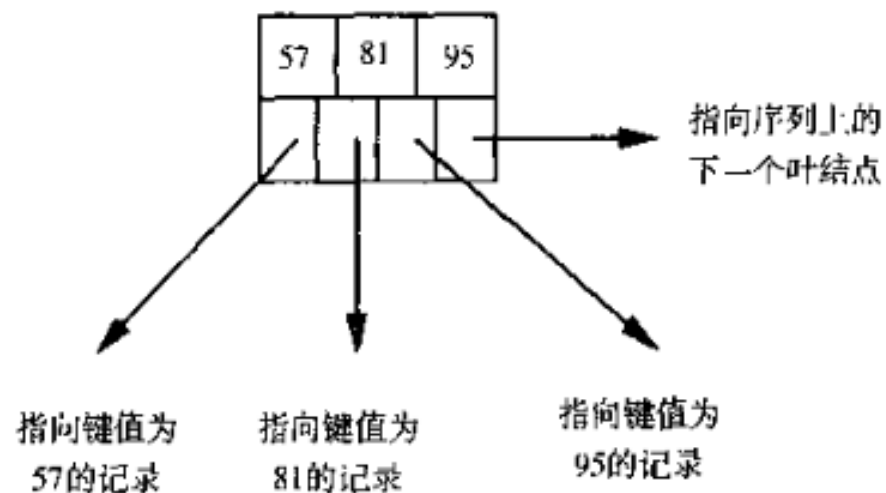 57 81 95
指向序列上的
下一个叶结点
指向键值为
57的记录
指向键值为
81的记录
指向键值为
95的记录